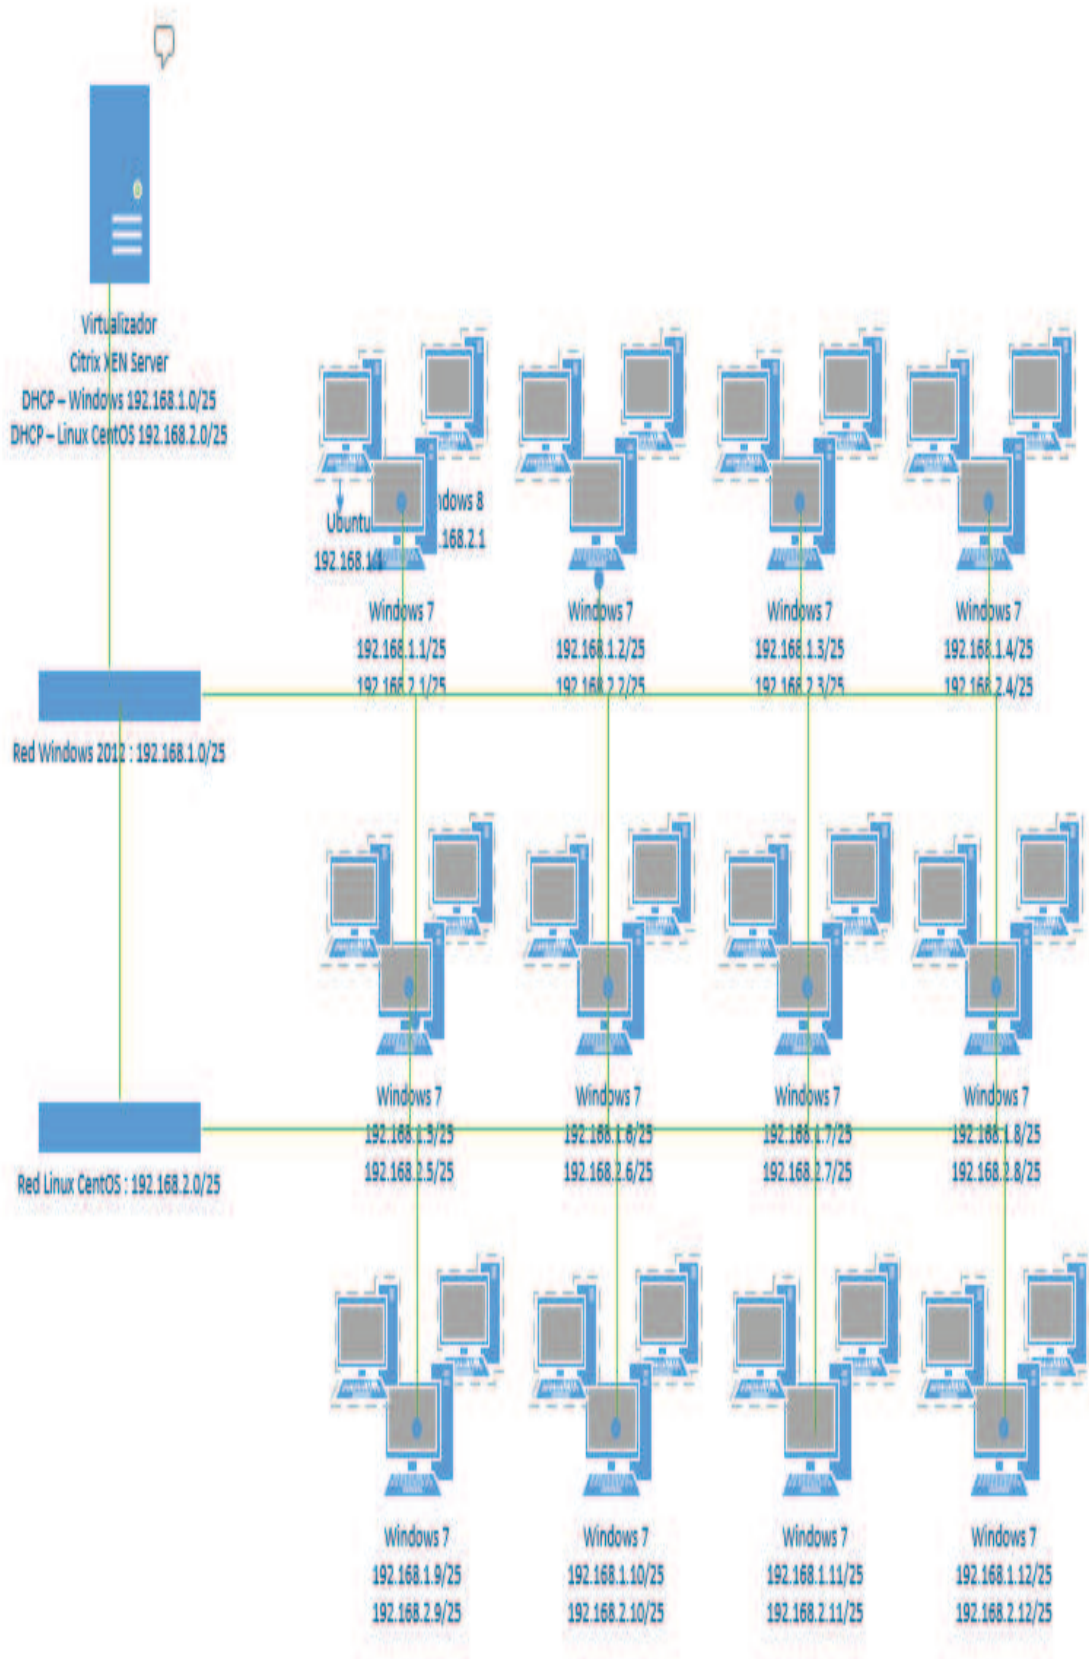 Virtualizador
Citrix XEN Server
DHCP – Windows 192.168.1.0/25
DHCP – Linux CentOS 192.168.2.0/25
Ubuntu
192.168.1.1
ndows 8
.168.2.1
Windows 7
192.168.1.1/25
192.168.2.1/25
Windows 7
192.168.1.2/25
192.168.2.2/25
Windows 7
192.168.1.3/25
192.168.2.3/25
Windows 7
192.168.1.4/25
192.168.2.4/25
Red Windows 2012 : 192.168.1.0/25
Windows 7
192.168.1.5/25
192.168.2.5/25
Windows 7
192.168.1.6/25
192.168.2.6/25
Windows 7
192.168.1.7/25
192.168.2.7/25
Windows 7
192.168.1.8/25
192.168.2.8/25
Red Linux CentOS : 192.168.2.0/25
Windows 7
192.168.1.9/25
192.168.2.9/25
Windows 7
192.168.1.10/25
192.168.2.10/25
Windows 7
192.168.1.11/25
192.168.2.11/25
Windows 7
192.168.1.12/25
192.168.2.12/25